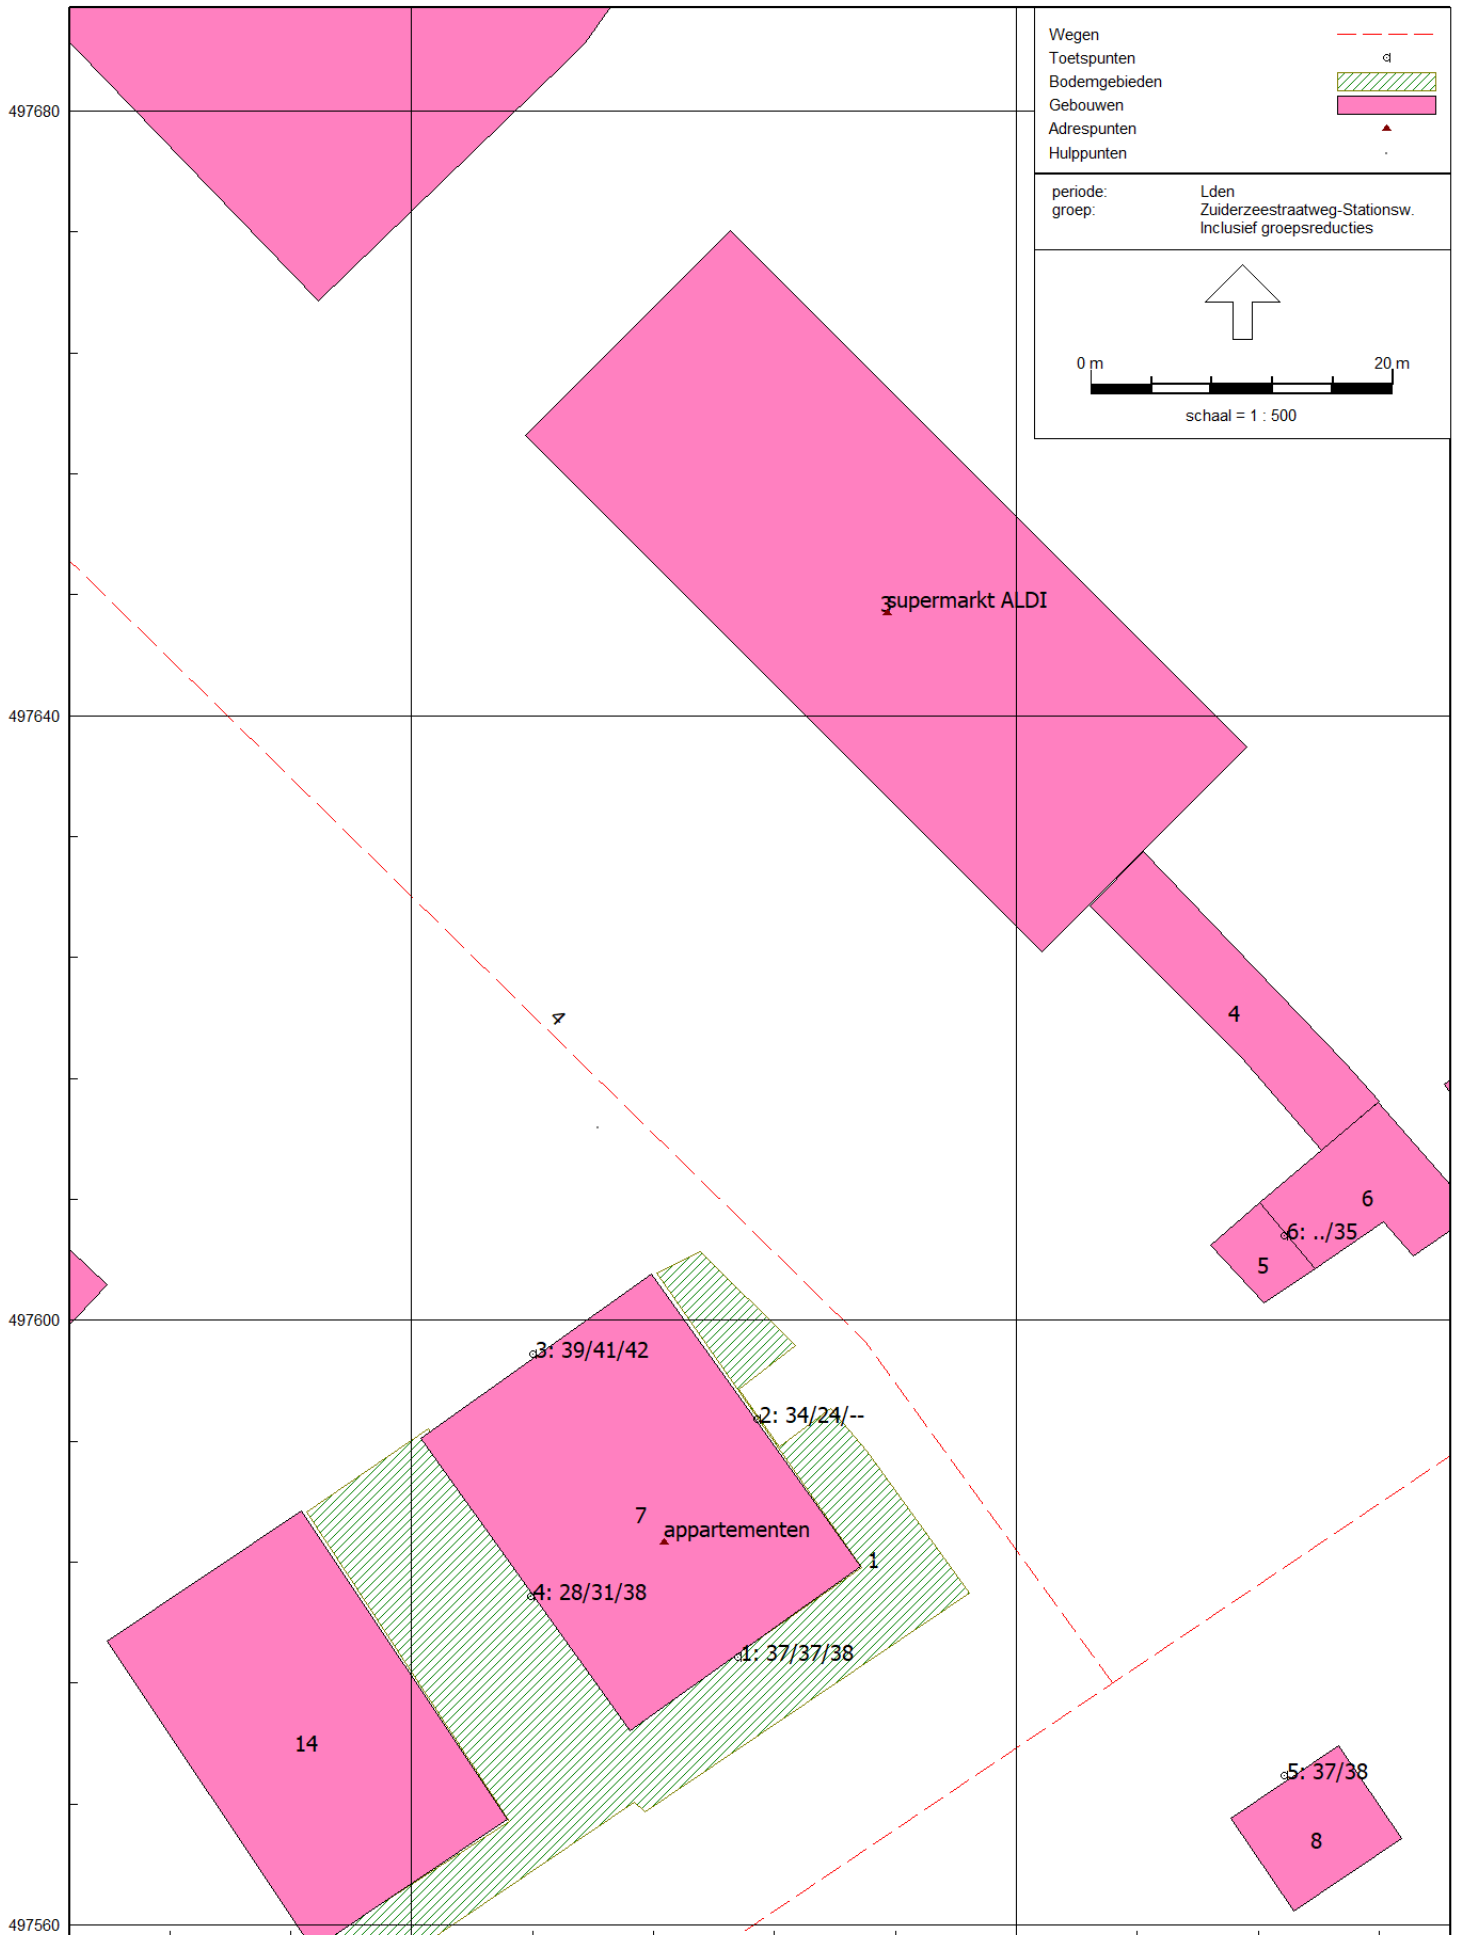 Wegen
Toetspunten
Bodemgebieden
Gebouwen
Adrespunten
Hulppunten
periode: Lden
groep: Zuiderzeestraatweg-Stationsw.
Inclusief groepsreducties
0 m 20 m
schaal = 1 : 500
497680
3
supermarkt ALDI
497640
4
4
6
6: ../35
5
497600
3: 39/41/42
2: 34/24/--
7
appartementen
1
4: 28/31/38
1: 37/37/38
14
5: 37/38
8
497560